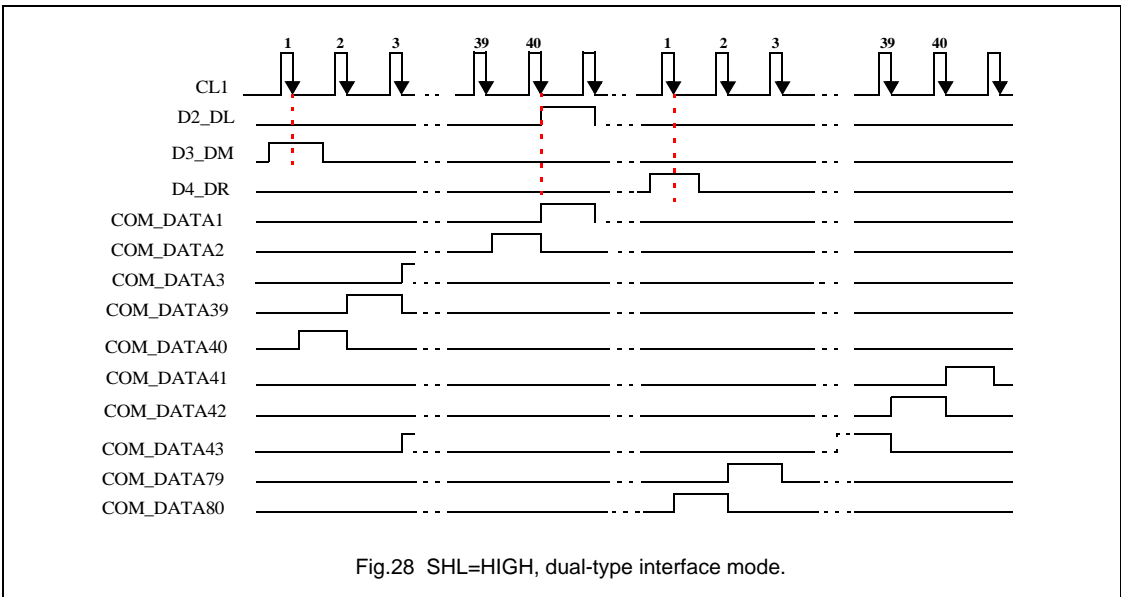 1 2 3 39 40 1 2 3 39 40
CL1
D2_DL
D3_DM
D4_DR
COM_DATA1
COM_DATA2
COM_DATA3
COM_DATA39
COM_DATA40
COM_DATA41
COM_DATA42
COM_DATA43
COM_DATA79
COM_DATA80
Fig.28 SHL=HIGH, dual-type interface mode.